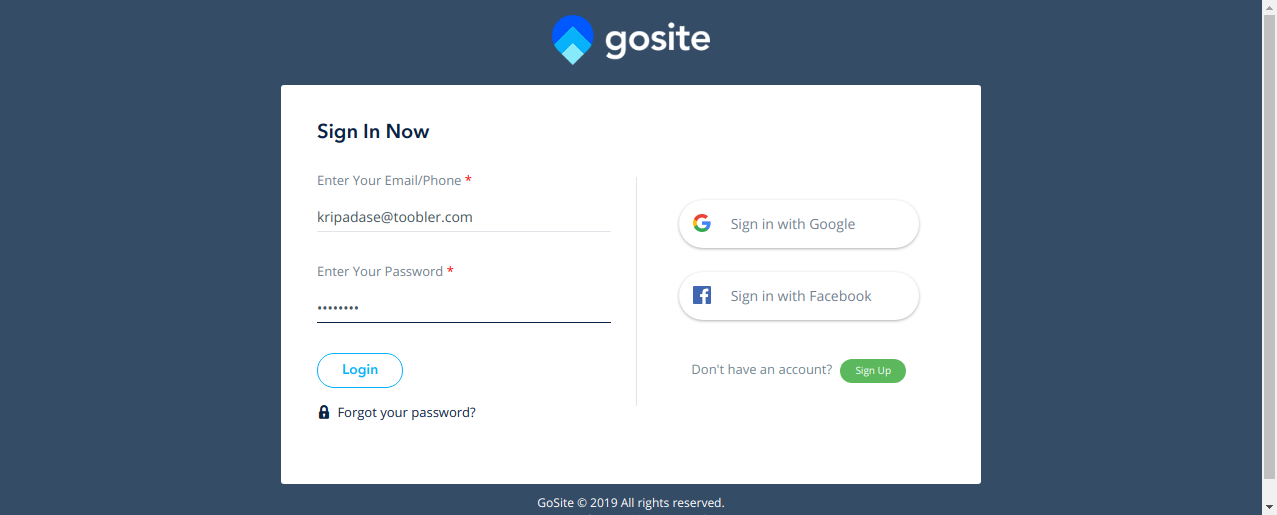 gosite
Sign In Now
Enter Your Email/Phone *
kripadase@toobler.com
Enter Your Password *
••••••••
Login
Forgot your password?
Sign in with Google
Sign in with Facebook
Don't have an account? Sign Up
GoSite © 2019 All rights reserved.